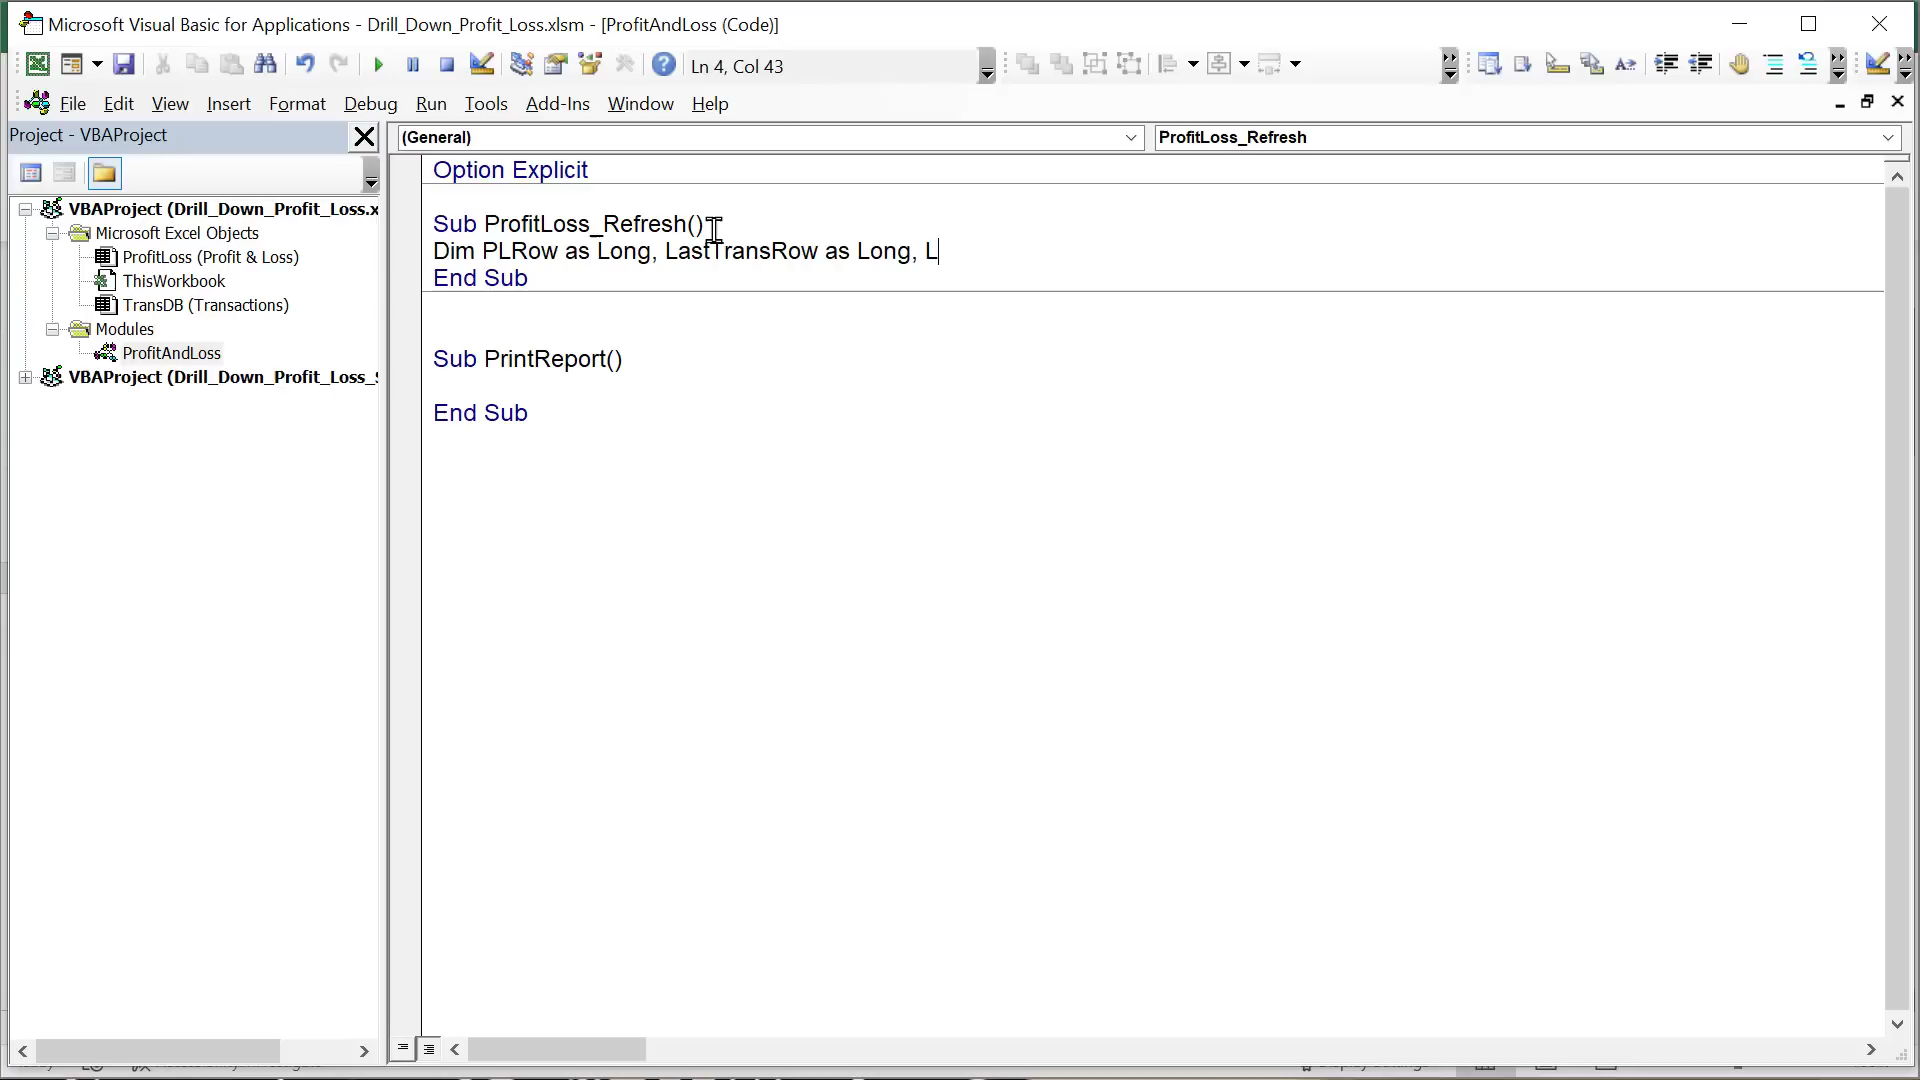 Microsoft Visual Basic for Applications - Drill_Down_Profit_Loss.xlsm - [ProfitAndLoss (Code)]
Ln 4, Col 43
File Edit View Insert Format Debug Run Tools Add-Ins Window Help
Project - VBAProject
(General)
ProfitLoss_Refresh
VBAProject (Drill_Down_Profit_Loss.x
Microsoft Excel Objects
ProfitLoss (Profit & Loss)
ThisWorkbook
TransDB (Transactions)
Modules
ProfitAndLoss
VBAProject (Drill_Down_Profit_Loss_S
Option Explicit
Sub ProfitLoss_Refresh()
Dim PLRow as Long, LastTransRow as Long, L
End Sub
Sub PrintReport()
End Sub